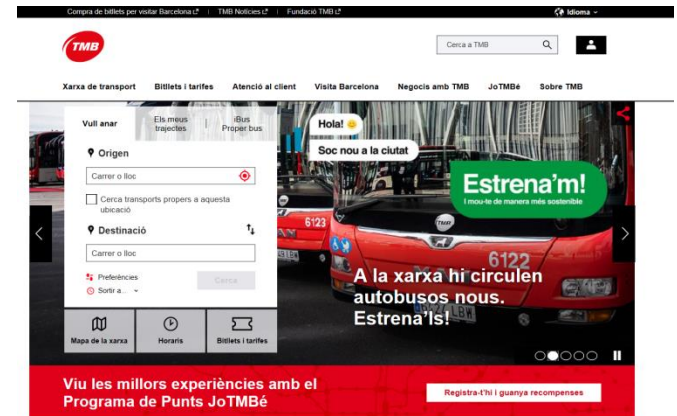 Compra de bitllets per visitar Barcelona | TMB Notícies | Fundació TMB
Idioma
TMB
Cerca a TMB
Xarxa de transport Bitllets i tarifes Atenció al client Visita Barcelona Negocis amb TMB JoTMBé Sobre TMB
Vull anar
Els meus trajectes
iBus Proper bus
Origen
Carrer o lloc
Cerca transports propers a aquesta
ubicació
Destinació
Carrer o lloc
Preferències
Sortir a...
Cerca
Mapa de la xarxa
Horaris
Bitllets i tarifes
Hola!
Soc nou a la ciutat
Estrena'm!
I mou-te de manera més sostenible
6123
TMB
6122
MAN
A la xarxa hi circulen
autobusos nous.
Estrena'ls!
Viu les millors experiències amb el
Programa de Punts JoTMBé
Registra-t'hi i guanya recompenses